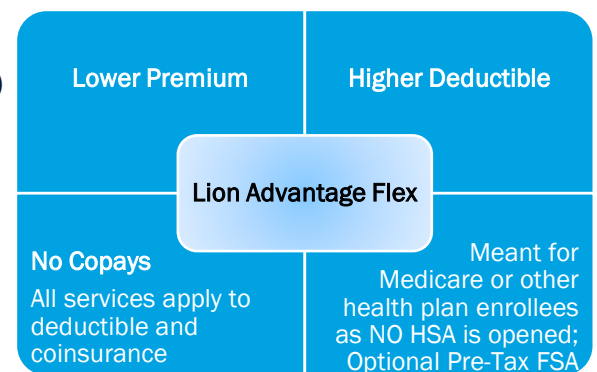 Lower Premium
Higher Deductible
Lion Advantage Flex
No Copays
All services apply to
deductible and
coinsurance
Meant for
Medicare or other
health plan enrollees
as NO HSA is opened;
Optional Pre-Tax FSA